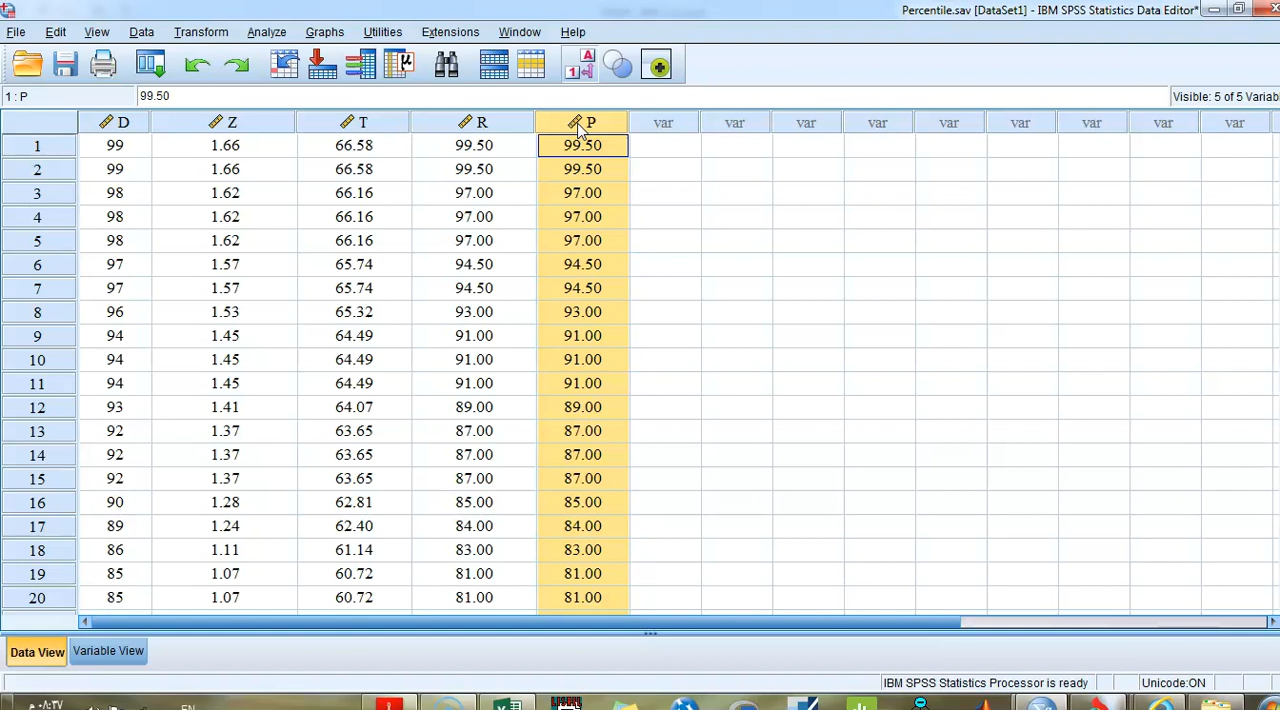 Percentile.sav [DataSet1] - IBM SPSS Statistics Data Editor*
File Edit View Data Transform Analyze Graphs Utilities Extensions Window Help
1 : P 99.50 Visible: 5 of 5 Variab
D Z T R P var var var var var var var var var
1 99 1.66 66.58 99.50 99.50
2 99 1.66 66.58 99.50 99.50
3 98 1.62 66.16 97.00 97.00
4 98 1.62 66.16 97.00 97.00
5 98 1.62 66.16 97.00 97.00
6 97 1.57 65.74 94.50 94.50
7 97 1.57 65.74 94.50 94.50
8 96 1.53 65.32 93.00 93.00
9 94 1.45 64.49 91.00 91.00
10 94 1.45 64.49 91.00 91.00
11 94 1.45 64.49 91.00 91.00
12 93 1.41 64.07 89.00 89.00
13 92 1.37 63.65 87.00 87.00
14 92 1.37 63.65 87.00 87.00
15 92 1.37 63.65 87.00 87.00
16 90 1.28 62.81 85.00 85.00
17 89 1.24 62.40 84.00 84.00
18 86 1.11 61.14 83.00 83.00
19 85 1.07 60.72 81.00 81.00
20 85 1.07 60.72 81.00 81.00
Data View Variable View
IBM SPSS Statistics Processor is ready Unicode:ON
EN